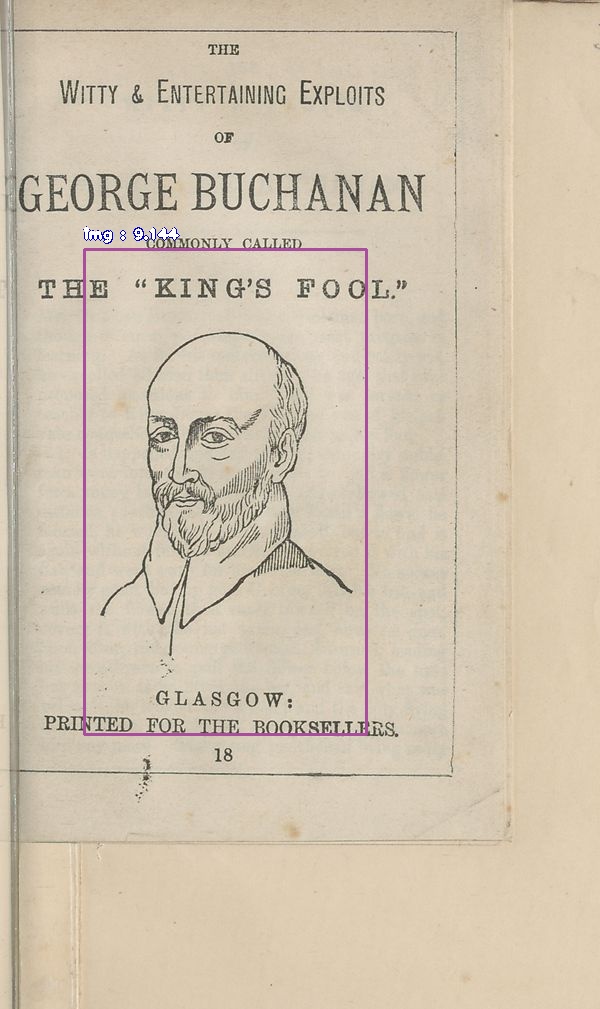 THE
WITTY & ENTERTAINING EXPLOITS
OF
GEORGE BUCHANAN
img : 9.144
COMMONLY CALLED
THE "KING'S FOOL."
GLASGOW:
PRINTED FOR THE BOOKSELLERS.
18